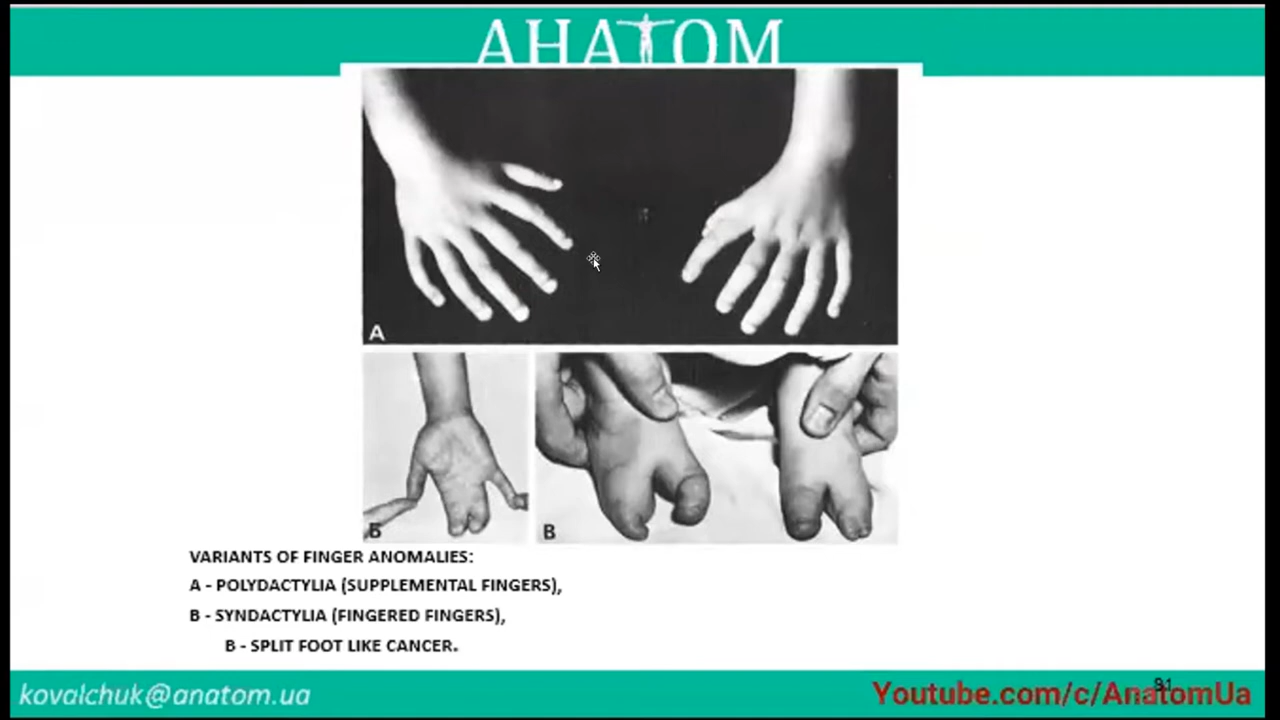 АНАТОМ
А
Б
В
VARIANTS OF FINGER ANOMALIES:
A - POLYDACTYLIA (SUPPLEMENTAL FINGERS),
B - SYNDACTYLIA (FINGERED FINGERS),
B - SPLIT FOOT LIKE CANCER.
kovalchuk@anatom.ua
Youtube.com/c/AnatomUa